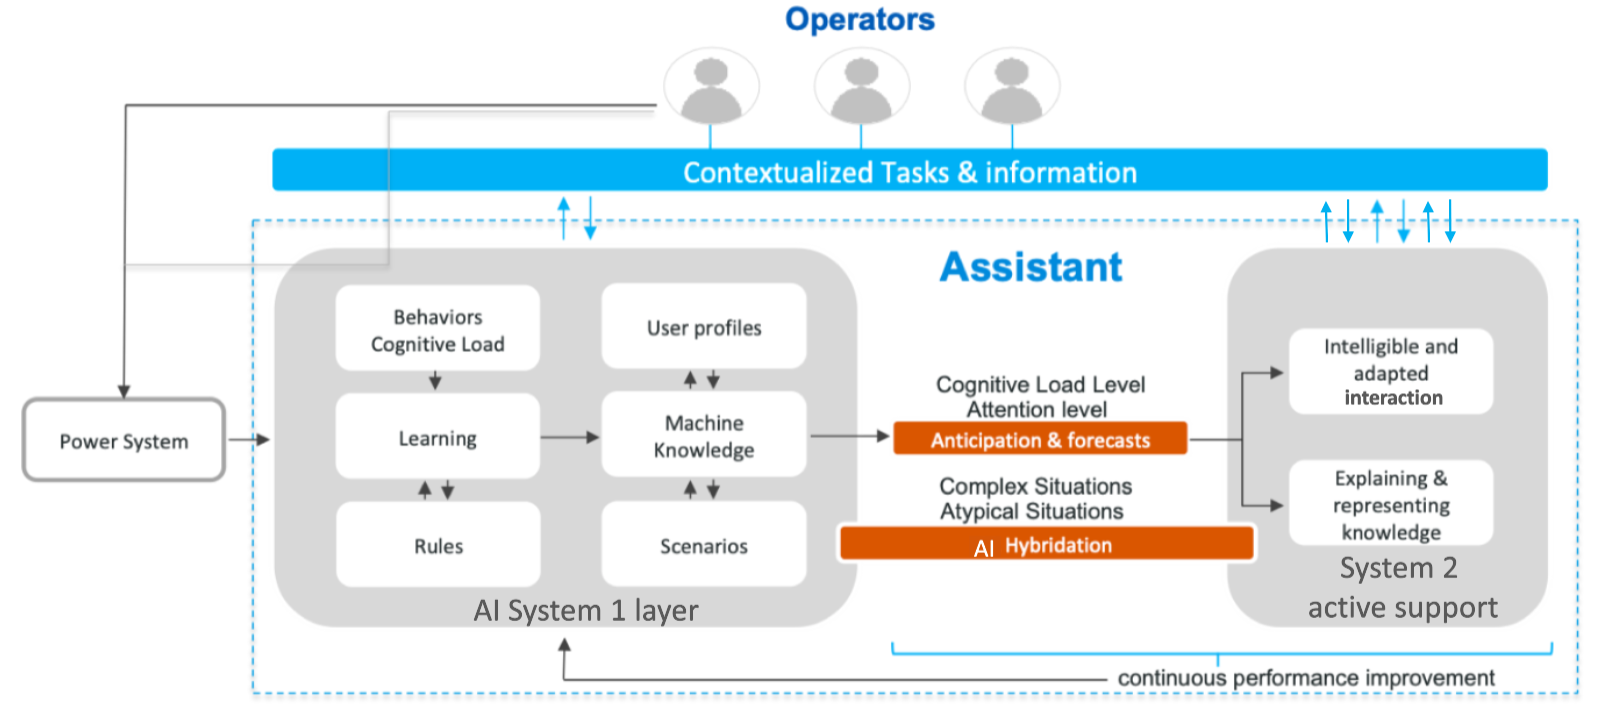 Operators
Contextualized Tasks & information
Assistant
Behaviors
Cognitive Load
User profiles
Power System
Learning
Machine
Knowledge
Rules
Scenarios
AI System 1 layer
Cognitive Load Level
Attention level
Anticipation & forecasts
Complex Situations
Atypical Situations
AI Hybridation
Intelligible and
adapted
interaction
Explaining &
representing
knowledge
System 2
active support
continuous performance improvement